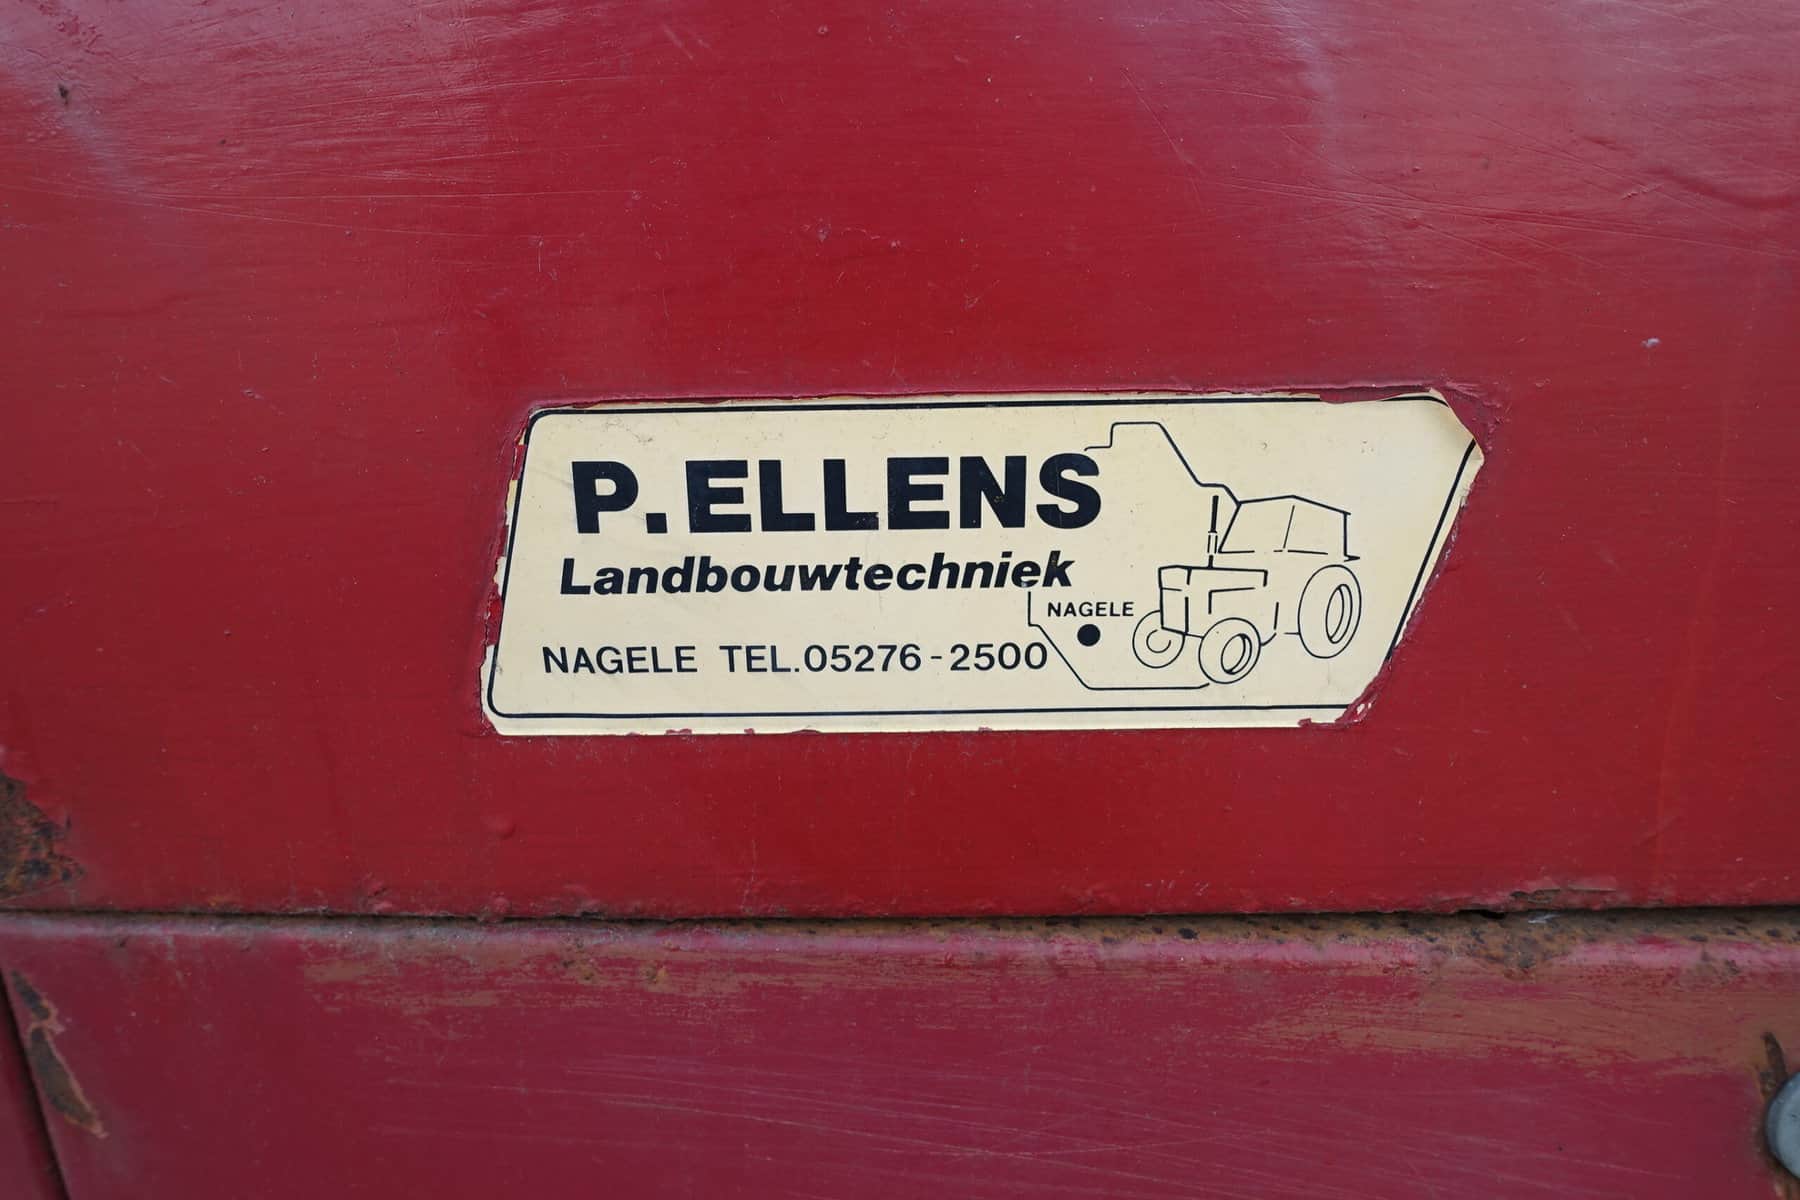 P. ELLENS
Landbouwtechniek
NAGELE
NAGELE TEL.05276-2500